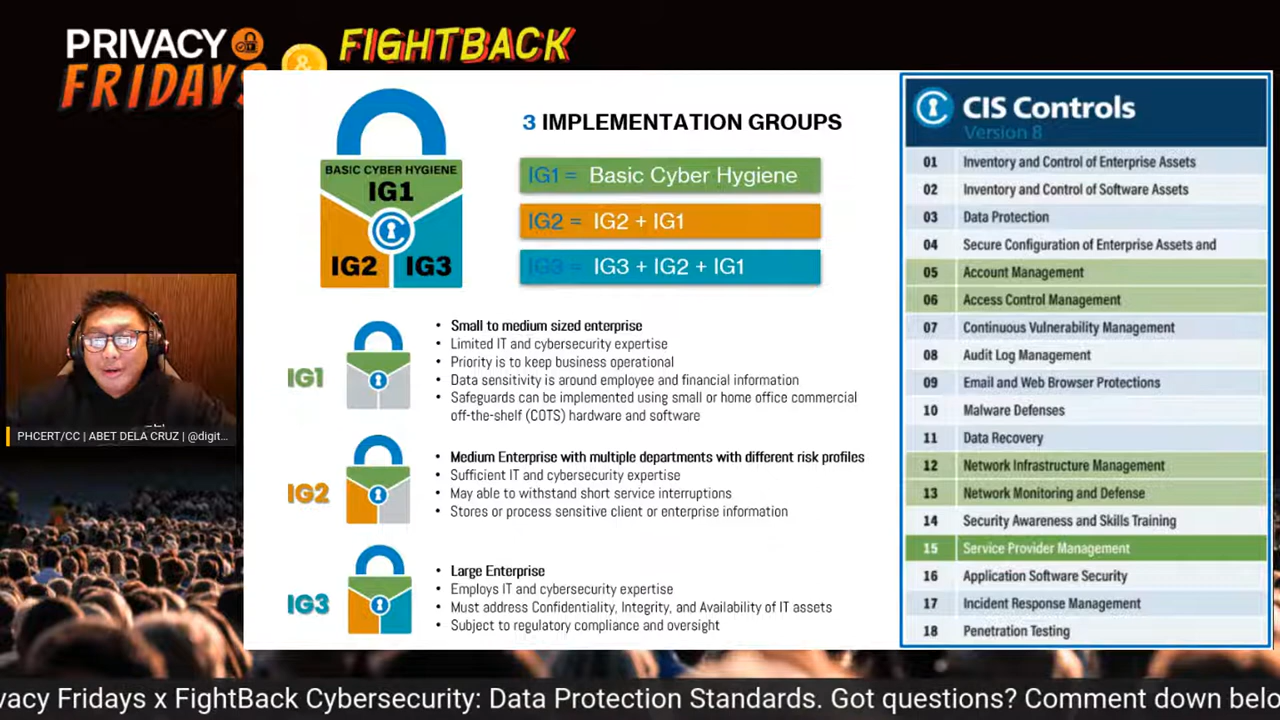 PRIVACY
FRIDAYS
&
FIGHTBACK
BASIC CYBER HYGIENE
IG1
IG2
IG3
3 IMPLEMENTATION GROUPS
IG1 = Basic Cyber Hygiene
IG2 = IG2 + IG1
IG3 = IG3 + IG2 + IG1
IG1
• Small to medium sized enterprise
• Limited IT and cybersecurity expertise
• Priority is to keep business operational
• Data sensitivity is around employee and financial information
• Safeguards can be implemented using small or home office commercial
off-the-shelf (COTS) hardware and software
IG2
• Medium Enterprise with multiple departments with different risk profiles
• Sufficient IT and cybersecurity expertise
• May able to withstand short service interruptions
• Stores or process sensitive client or enterprise information
IG3
• Large Enterprise
• Employs IT and cybersecurity expertise
• Must address Confidentiality, Integrity, and Availability of IT assets
• Subject to regulatory compliance and oversight
CIS Controls
Version 8
01 Inventory and Control of Enterprise Assets
02 Inventory and Control of Software Assets
03 Data Protection
04 Secure Configuration of Enterprise Assets and
05 Account Management
06 Access Control Management
07 Continuous Vulnerability Management
08 Audit Log Management
09 Email and Web Browser Protections
10 Malware Defenses
11 Data Recovery
12 Network Infrastructure Management
13 Network Monitoring and Defense
14 Security Awareness and Skills Training
15 Service Provider Management
16 Application Software Security
17 Incident Response Management
18 Penetration Testing
PHCERT/CC | ABET DELA CRUZ | @digit...
vacy Fridays x FightBack Cybersecurity: Data Protection Standards. Got questions? Comment down belo